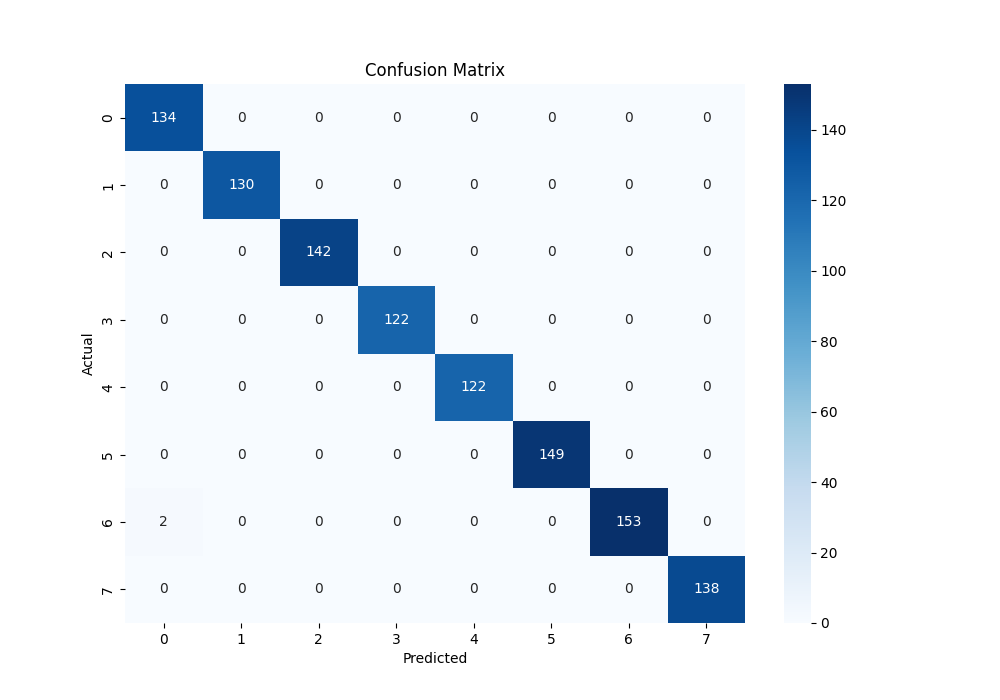 Confusion Matrix
0 134 0 0 0 0 0 0 0
1 0 130 0 0 0 0 0 0
2 0 0 142 0 0 0 0 0
3 0 0 0 122 0 0 0 0
4 0 0 0 0 122 0 0 0
5 0 0 0 0 0 149 0 0
6 2 0 0 0 0 0 153 0
7 0 0 0 0 0 0 0 138
0 1 2 3 4 5 6 7
Predicted
Actual
140
120
100
80
60
40
20
0